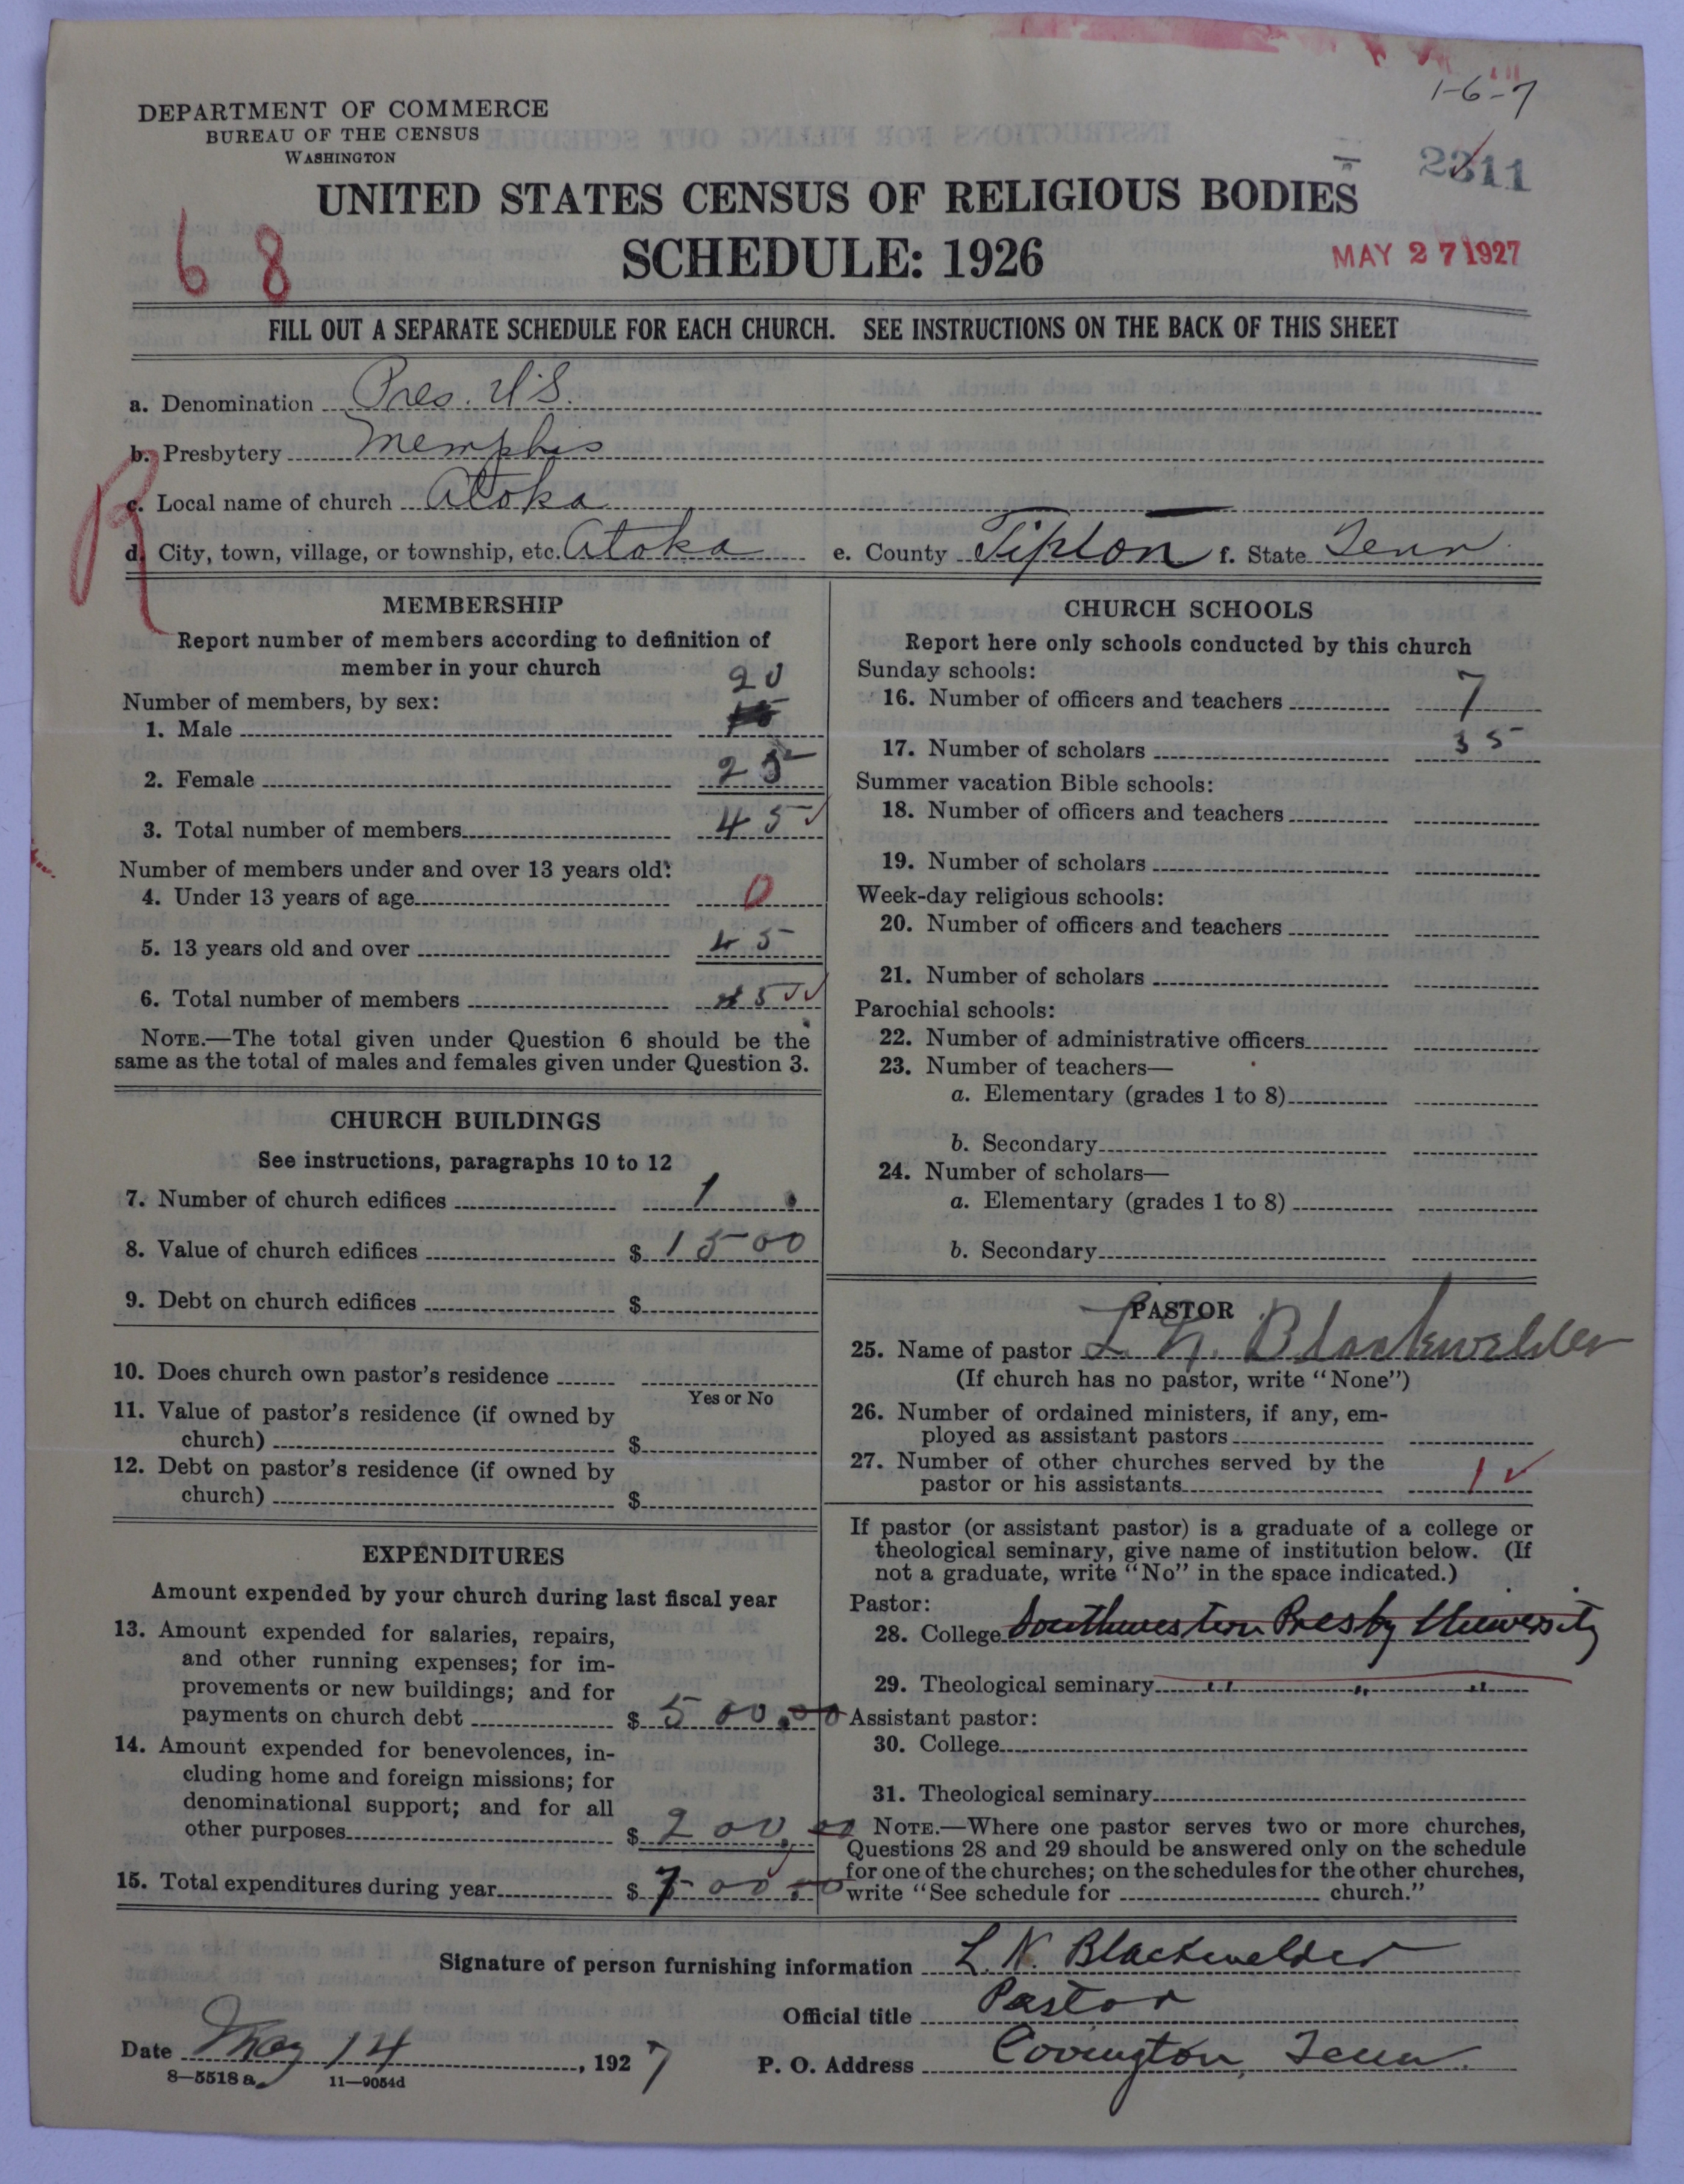 1-6-7
DEPARTMENT OF COMMERCE
BUREAU OF THE CENSUS
WASHINGTON
2311
UNITED STATES CENSUS OF RELIGIOUS BODIES
SCHEDULE: 1926
68
MAY 27 1927
FILL OUT A SEPARATE SCHEDULE FOR EACH CHURCH. SEE INSTRUCTIONS ON THE BACK OF THIS SHEET
a. Denomination Pres. U.S.
b. Presbytery Memphis
R
c. Local name of church Atoka
d. City, town, village, or township, etc. Atoka e. County Tipton f. State Tenn
MEMBERSHIP
Report number of members according to definition of
member in your church
Number of members, by sex:
1. Male 20
2. Female 25
3. Total number of members 45
Number of members under and over 13 years old:
4. Under 13 years of age 0
5. 13 years old and over 45
6. Total number of members 45
NOTE.—The total given under Question 6 should be the
same as the total of males and females given under Question 3.
CHURCH BUILDINGS
See instructions, paragraphs 10 to 12
7. Number of church edifices 1
8. Value of church edifices $ 1500
9. Debt on church edifices $
10. Does church own pastor's residence
Yes or No
11. Value of pastor's residence (if owned by
church) $
12. Debt on pastor's residence (if owned by
church) $
EXPENDITURES
Amount expended by your church during last fiscal year
13. Amount expended for salaries, repairs,
and other running expenses; for im-
provements or new buildings; and for
payments on church debt $ 500.00
14. Amount expended for benevolences, in-
cluding home and foreign missions; for
denominational support; and for all
other purposes $ 200.00
15. Total expenditures during year $ 700.00
CHURCH SCHOOLS
Report here only schools conducted by this church
Sunday schools:
16. Number of officers and teachers 7
17. Number of scholars 35
Summer vacation Bible schools:
18. Number of officers and teachers
19. Number of scholars
Week-day religious schools:
20. Number of officers and teachers
21. Number of scholars
Parochial schools:
22. Number of administrative officers
23. Number of teachers—
a. Elementary (grades 1 to 8)
b. Secondary
24. Number of scholars—
a. Elementary (grades 1 to 8)
b. Secondary
PASTOR
25. Name of pastor L. N. Blackwelder
(If church has no pastor, write "None")
26. Number of ordained ministers, if any, em-
ployed as assistant pastors
27. Number of other churches served by the
pastor or his assistants 1
If pastor (or assistant pastor) is a graduate of a college or
theological seminary, give name of institution below. (If
not a graduate, write "No" in the space indicated.)
Pastor:
28. College Southwestern Presby University
29. Theological seminary " " "
Assistant pastor:
30. College
31. Theological seminary
NOTE.—Where one pastor serves two or more churches,
Questions 28 and 29 should be answered only on the schedule
for one of the churches; on the schedules for the other churches,
write "See schedule for church."
Signature of person furnishing information L. N. Blackwelder
Official title Pastor
Date May 14, 1927 P. O. Address Covington, Tenn.
8—5518 a 11—9054d